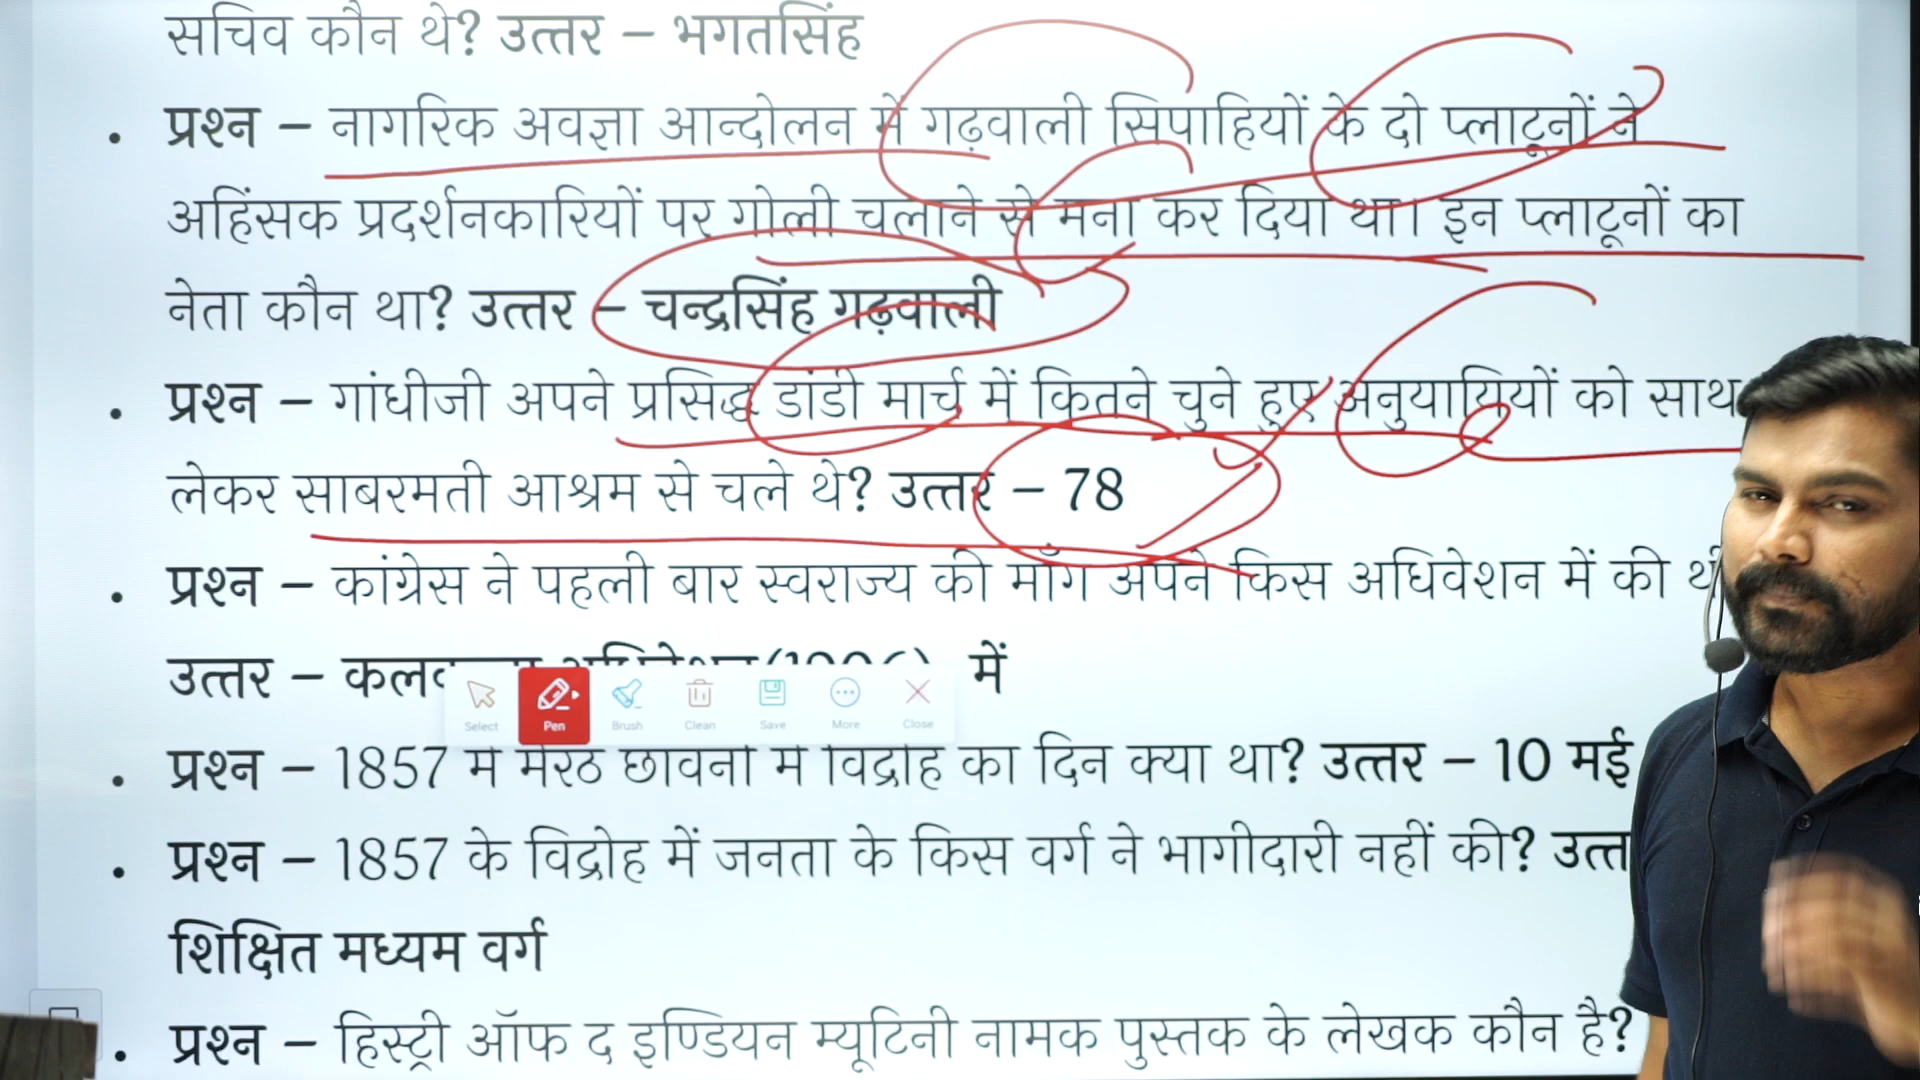 सचिव कौन थे? उत्तर – भगतसिंह
• प्रश्न – नागरिक अवज्ञा आन्दोलन में गढ़वाली सिपाहियों के दो प्लाटूनों ने
अहिंसक प्रदर्शनकारियों पर गोली चलाने से मना कर दिया था। इन प्लाटूनों का
नेता कौन था? उत्तर – चन्द्रसिंह गढ़वाली
• प्रश्न – गांधीजी अपने प्रसिद्ध डांडी मार्च में कितने चुने हुए अनुयायियों को साथ
लेकर साबरमती आश्रम से चले थे? उत्तर – 78
• प्रश्न – कांग्रेस ने पहली बार स्वराज्य की माँग अपने किस अधिवेशन में की
उत्तर – में
Select Pen Brush Clean Save More Close
• प्रश्न – 1857 में मेरठ छावनी में विद्रोह का दिन क्या था? उत्तर – 10 मई
• प्रश्न – 1857 के विद्रोह में जनता के किस वर्ग ने भागीदारी नहीं की?
शिक्षित मध्यम वर्ग
• प्रश्न – हिस्ट्री ऑफ द इण्डियन म्यूटिनी नामक पुस्तक के लेखक कौन है?